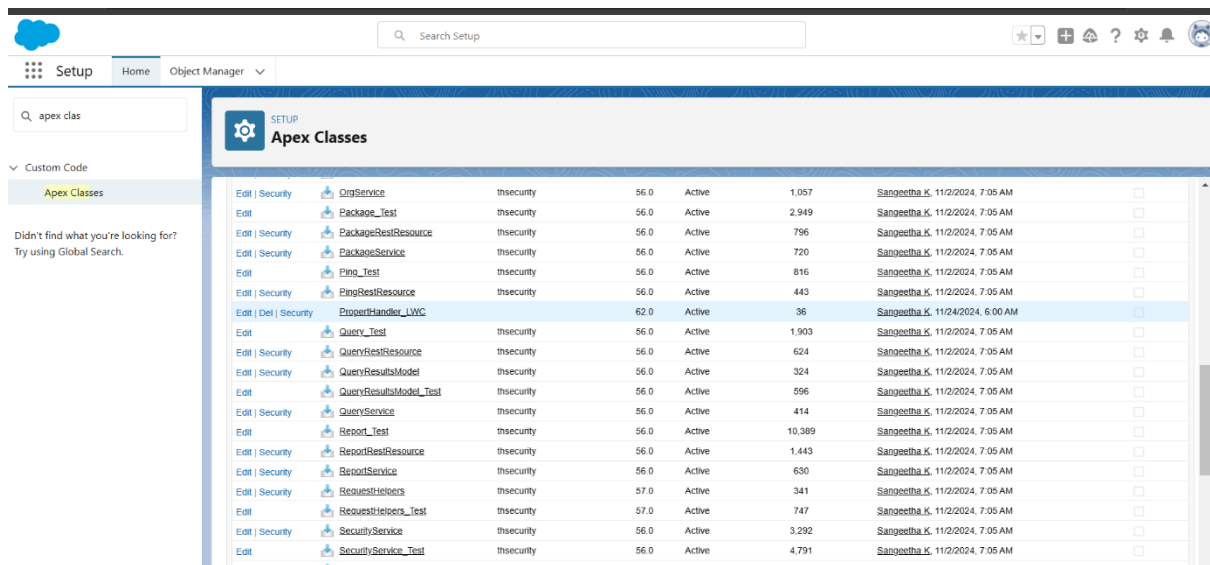 Search Setup
Setup Home Object Manager
apex clas
Custom Code
Apex Classes
Didn't find what you're looking for?
Try using Global Search.
SETUP
Apex Classes
Edit | Security OrgService thsecurity 56.0 Active 1,057 Sangeetha K, 11/2/2024, 7:05 AM
Edit Package_Test thsecurity 56.0 Active 2,949 Sangeetha K, 11/2/2024, 7:05 AM
Edit | Security PackageRestResource thsecurity 56.0 Active 796 Sangeetha K, 11/2/2024, 7:05 AM
Edit | Security PackageService thsecurity 56.0 Active 720 Sangeetha K, 11/2/2024, 7:05 AM
Edit Ping_Test thsecurity 56.0 Active 816 Sangeetha K, 11/2/2024, 7:05 AM
Edit | Security PingRestResource thsecurity 56.0 Active 443 Sangeetha K, 11/2/2024, 7:05 AM
Edit | Del | Security PropertHandler_LWC 62.0 Active 36 Sangeetha K, 11/24/2024, 6:00 AM
Edit Query_Test thsecurity 56.0 Active 1,903 Sangeetha K, 11/2/2024, 7:05 AM
Edit | Security QueryRestResource thsecurity 56.0 Active 624 Sangeetha K, 11/2/2024, 7:05 AM
Edit | Security QueryResultsModel thsecurity 56.0 Active 324 Sangeetha K, 11/2/2024, 7:05 AM
Edit QueryResultsModel_Test thsecurity 56.0 Active 596 Sangeetha K, 11/2/2024, 7:05 AM
Edit | Security QueryService thsecurity 56.0 Active 414 Sangeetha K, 11/2/2024, 7:05 AM
Edit Report_Test thsecurity 56.0 Active 10,389 Sangeetha K, 11/2/2024, 7:05 AM
Edit | Security ReportRestResource thsecurity 56.0 Active 1,443 Sangeetha K, 11/2/2024, 7:05 AM
Edit | Security ReportService thsecurity 56.0 Active 630 Sangeetha K, 11/2/2024, 7:05 AM
Edit | Security RequestHelpers thsecurity 57.0 Active 341 Sangeetha K, 11/2/2024, 7:05 AM
Edit RequestHelpers_Test thsecurity 57.0 Active 747 Sangeetha K, 11/2/2024, 7:05 AM
Edit | Security SecurityService thsecurity 56.0 Active 3,292 Sangeetha K, 11/2/2024, 7:05 AM
Edit SecurityService_Test thsecurity 56.0 Active 4,791 Sangeetha K, 11/2/2024, 7:05 AM